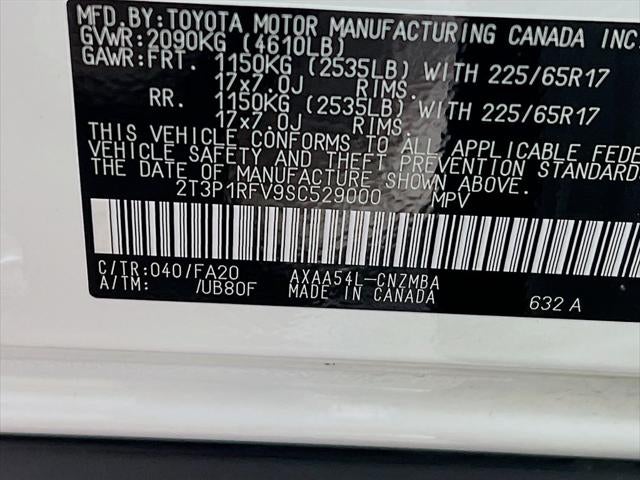 MFD.BY:TOYOTA MOTOR MANUFACTURING CANADA INC.
GVWR:2090KG (4610LB)
GAWR:FRT. 1150KG (2535LB) WITH 225/65R17
17x7.0J RIMS.
RR. 1150KG (2535LB) WITH 225/65R17
17x7.0J RIMS.
THIS VEHICLE CONFORMS TO ALL APPLICABLE FEDE
VEHICLE SAFETY AND THEFT PREVENTION STANDARD
THE DATE OF MANUFACTURE SHOWN ABOVE.
2T3P1RFV9SC529000 MPV
C/TR:040/FA20 AXAA54L-CNZMBA
A/TM: /UB80F MADE IN CANADA 632 A